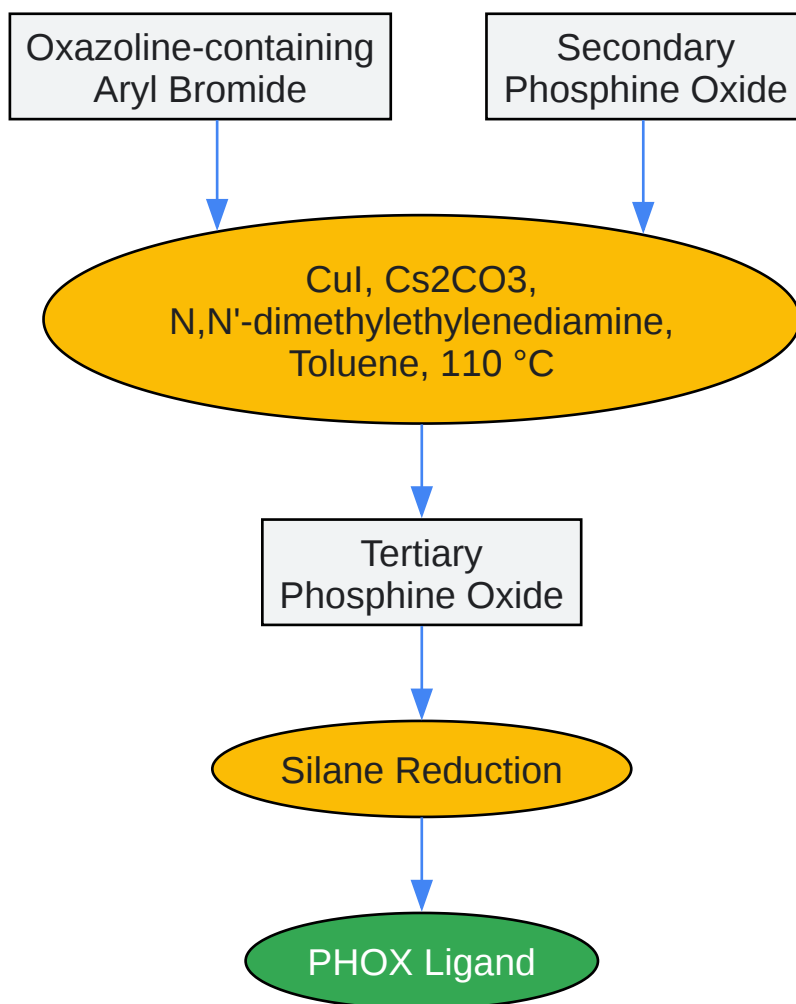 Oxazoline-containing
Aryl Bromide
Secondary
Phosphine Oxide
CuI, Cs2CO3,
N,N'-dimethylethylenediamine,
Toluene, 110 °C
Tertiary
Phosphine Oxide
Silane Reduction
PHOX Ligand